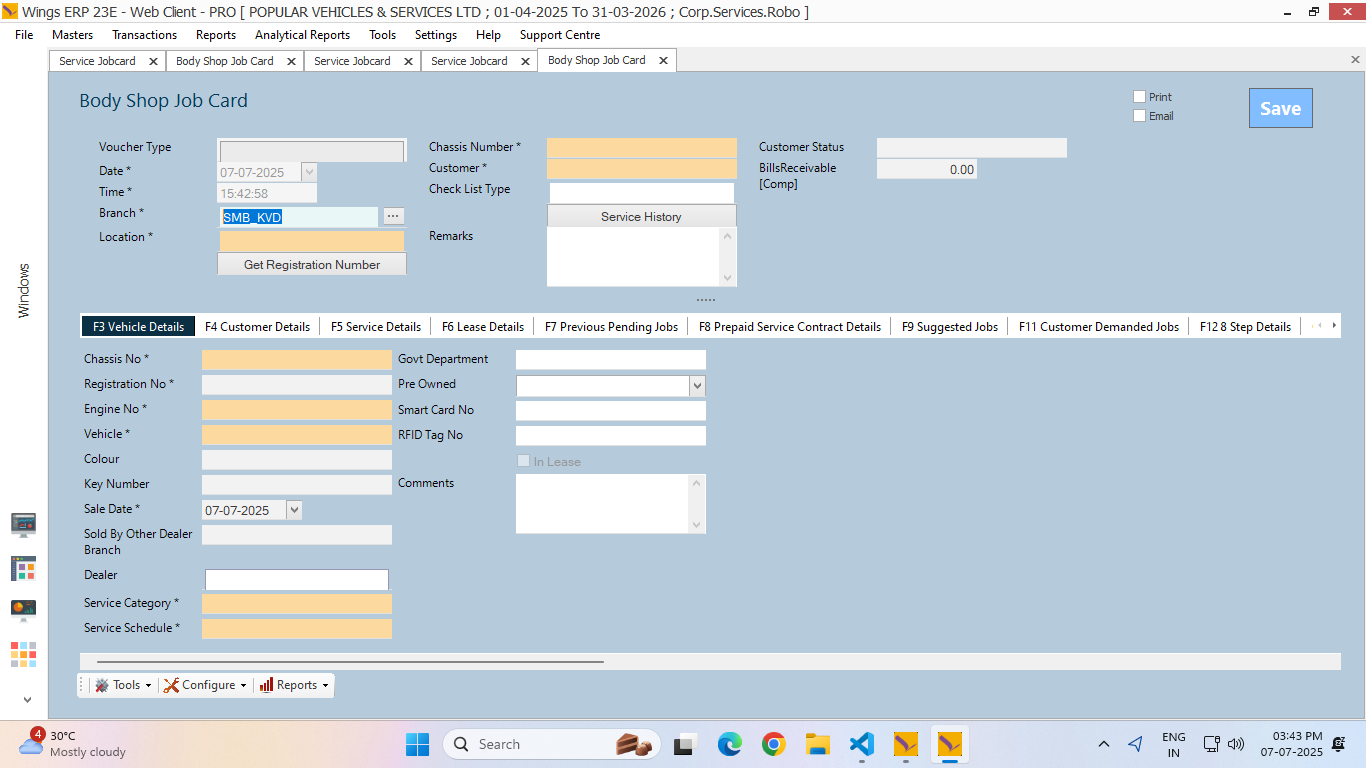 Wings ERP 23E - Web Client - PRO [ POPULAR VEHICLES & SERVICES LTD ; 01-04-2025 To 31-03-2026 ; Corp.Services.Robo ]
File Masters Transactions Reports Analytical Reports Tools Settings Help Support Centre
Service Jobcard Body Shop Job Card Service Jobcard Service Jobcard Body Shop Job Card
Body Shop Job Card
Print
Email
Save
Voucher Type
Date *
07-07-2025
Time *
15:42:58
Branch *
SMB_KVD
...
Location *
Get Registration Number
Chassis Number *
Customer *
Check List Type
Service History
Remarks
Customer Status
BillsReceivable
[Comp]
0.00
Windows
F3 Vehicle Details F4 Customer Details F5 Service Details F6 Lease Details F7 Previous Pending Jobs F8 Prepaid Service Contract Details F9 Suggested Jobs F11 Customer Demanded Jobs F12 8 Step Details
Chassis No *
Registration No *
Engine No *
Vehicle *
Colour
Key Number
Sale Date *
07-07-2025
Sold By Other Dealer
Branch
Dealer
Service Category *
Service Schedule *
Govt Department
Pre Owned
Smart Card No
RFID Tag No
In Lease
Comments
Tools Configure Reports
4
30°C
Mostly cloudy
Search
ENG
IN
03:43 PM
07-07-2025